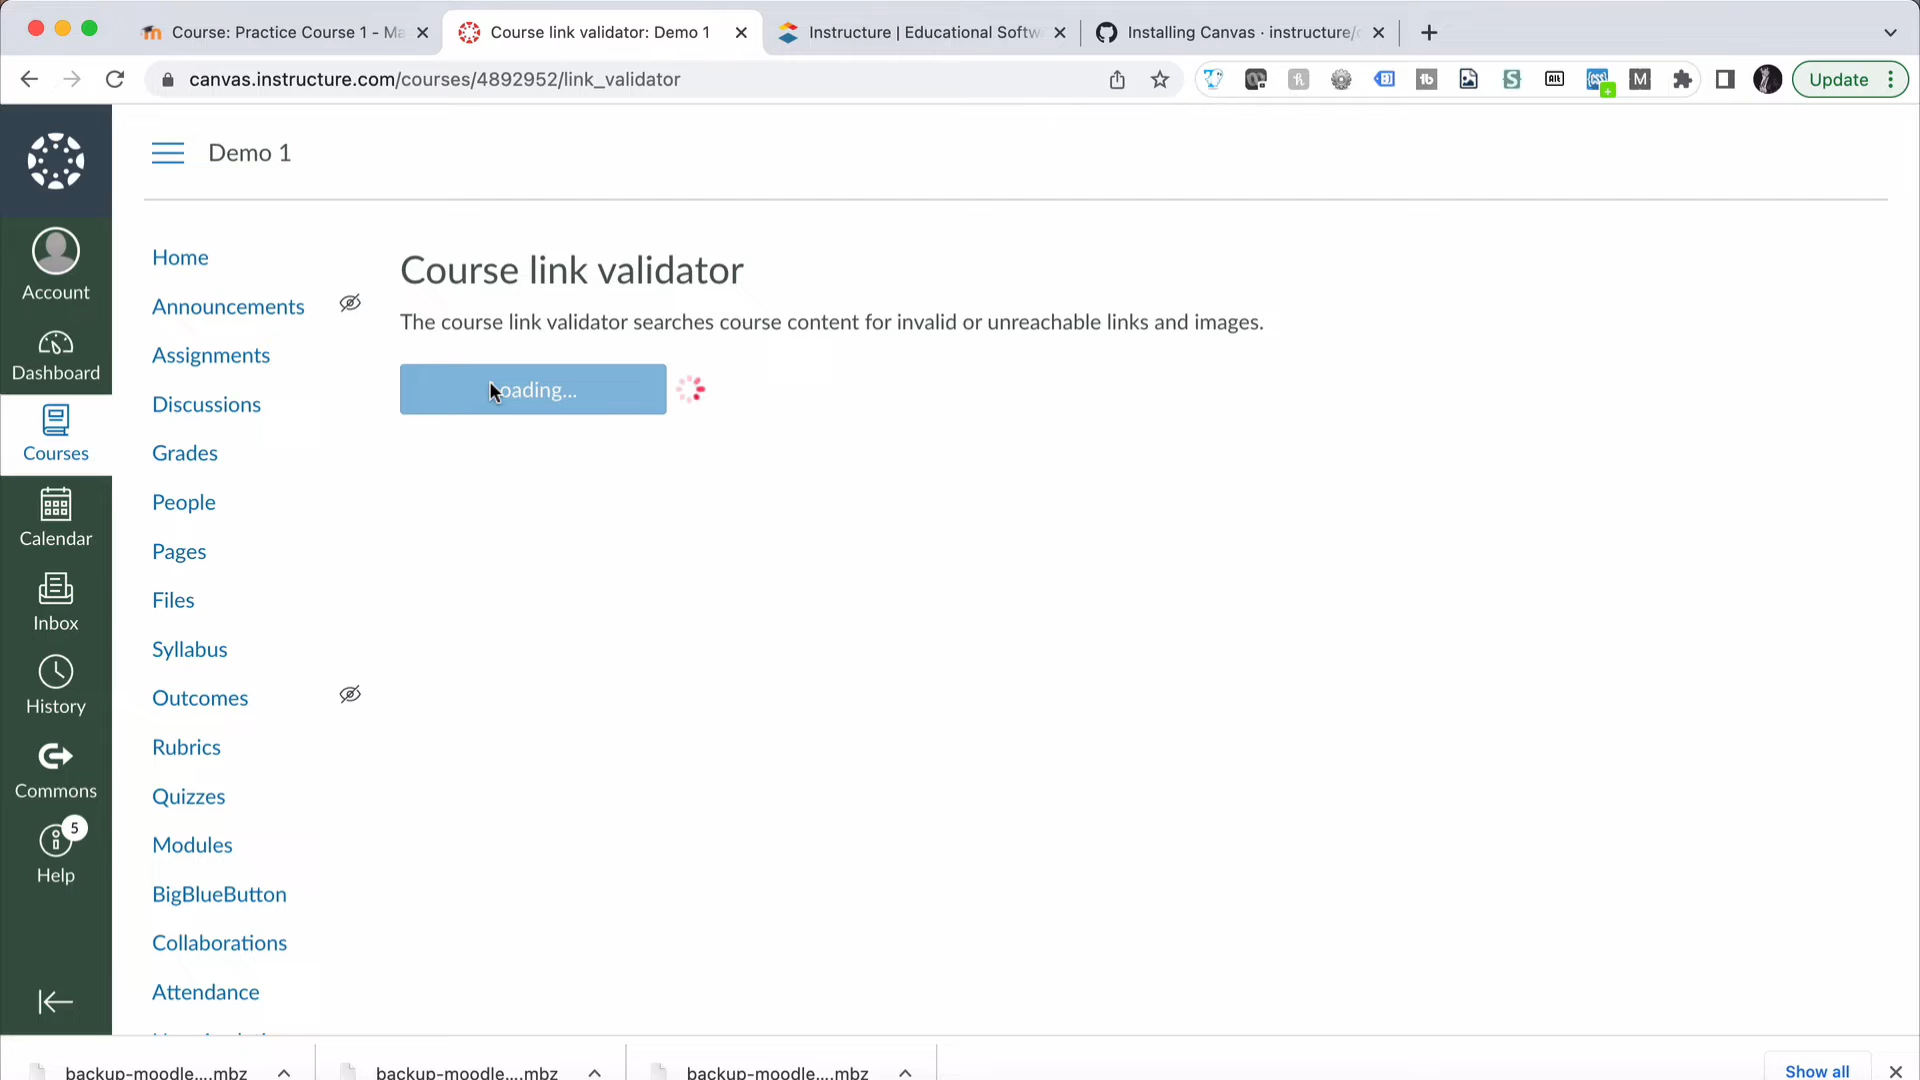 Course: Practice Course 1 - Ma
Course link validator: Demo 1
Instructure | Educational Softw
Installing Canvas · instructure/c
canvas.instructure.com/courses/4892952/link_validator
Update
Demo 1
Account
Dashboard
Courses
Calendar
Inbox
History
Commons
5
Help
Home
Announcements
Assignments
Discussions
Grades
People
Pages
Files
Syllabus
Outcomes
Rubrics
Quizzes
Modules
BigBlueButton
Collaborations
Attendance
Course link validator
The course link validator searches course content for invalid or unreachable links and images.
oading...
backup-moodle....mbz
backup-moodle....mbz
backup-moodle....mbz
Show all